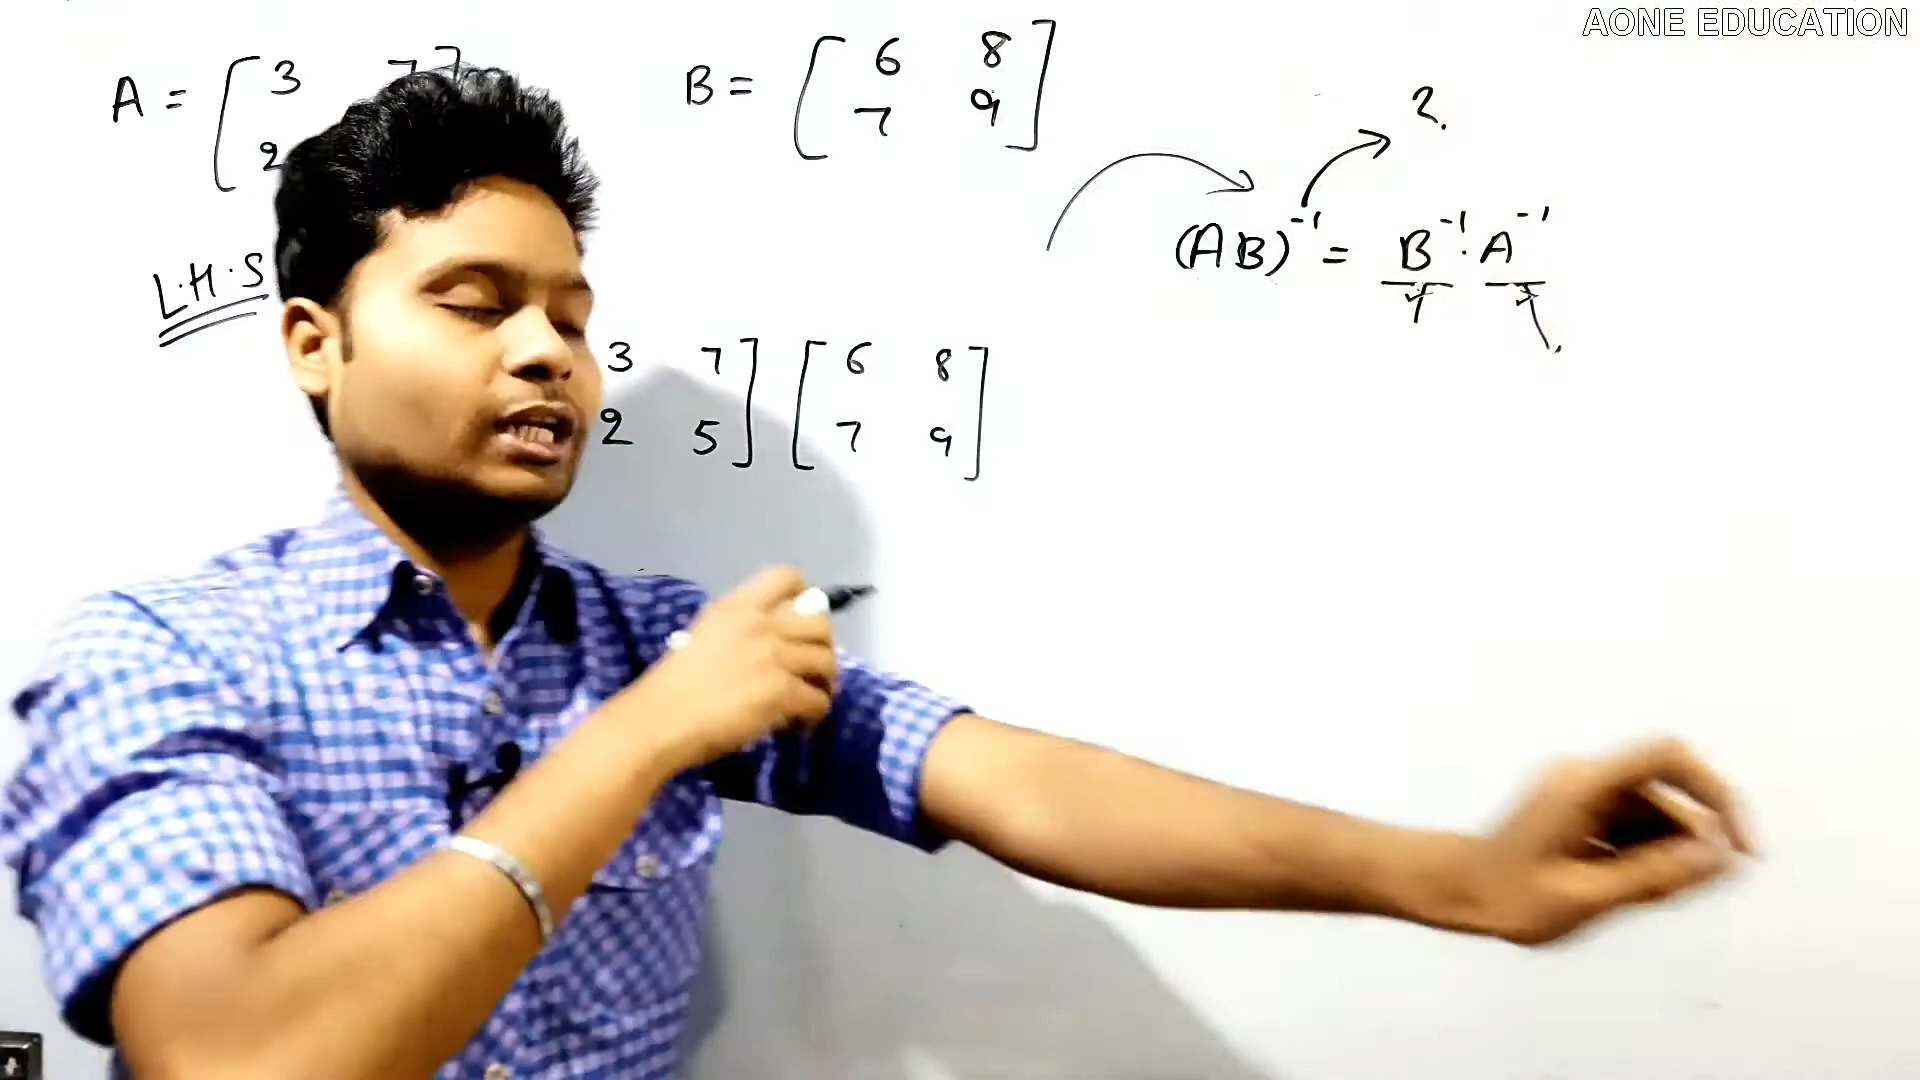 AONE EDUCATION
A = [ 3 7 ]
2
B = [ 6 8 ]
7 9
?
(AB)⁻¹ = B⁻¹ . A⁻¹
L.H.S
3 7 ] [ 6 8 ]
2 5 ] [ 7 9 ]